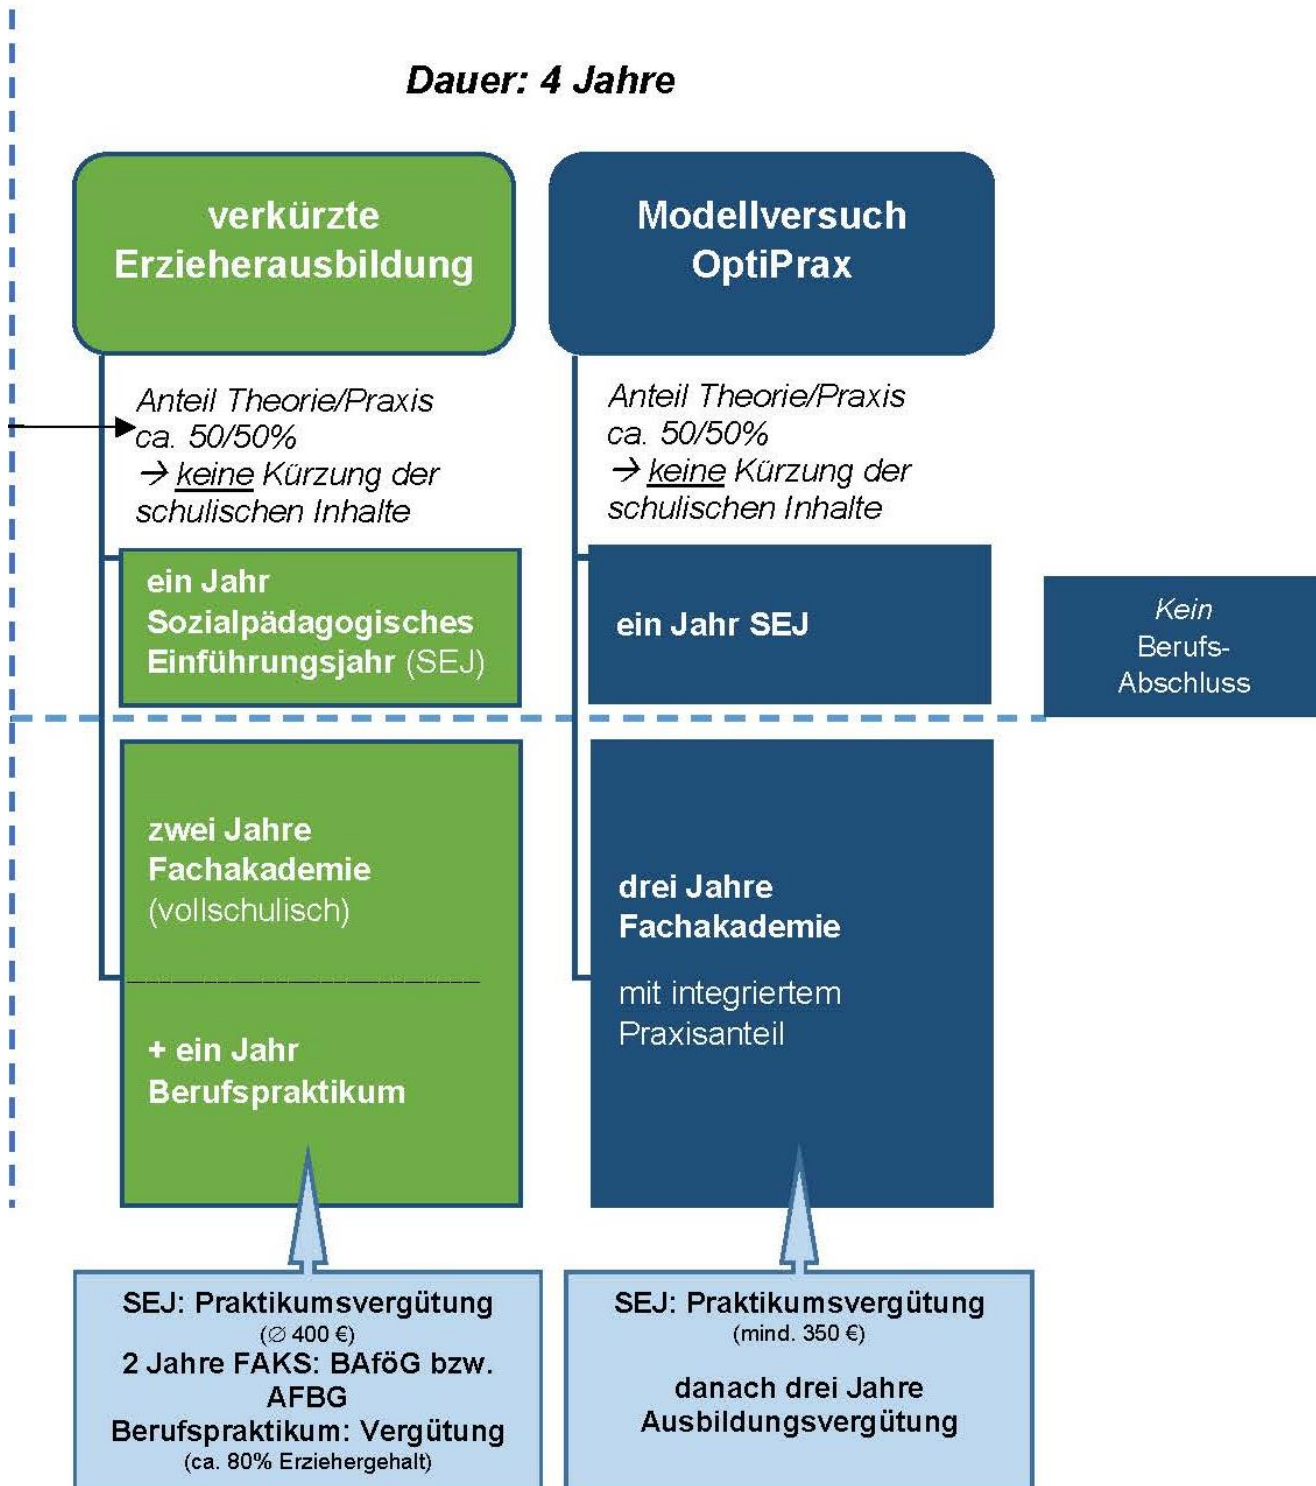 Dauer: 4 Jahre
verkürzte
Erzieherausbildung
Anteil Theorie/Praxis
ca. 50/50%
→ keine Kürzung der
schulischen Inhalte
ein Jahr
Sozialpädagogisches
Einführungsjahr (SEJ)
zwei Jahre
Fachakademie
(vollschulisch)
+ ein Jahr
Berufspraktikum
SEJ: Praktikumsvergütung
(∅ 400 €)
2 Jahre FAKS: BAföG bzw.
AFBG
Berufspraktikum: Vergütung
(ca. 80% Erziehergehalt)
Modellversuch
OptiPrax
Anteil Theorie/Praxis
ca. 50/50%
→ keine Kürzung der
schulischen Inhalte
ein Jahr SEJ
drei Jahre
Fachakademie
mit integriertem
Praxisanteil
SEJ: Praktikumsvergütung
(mind. 350 €)
danach drei Jahre
Ausbildungsvergütung
Kein
Berufs-
Abschluss